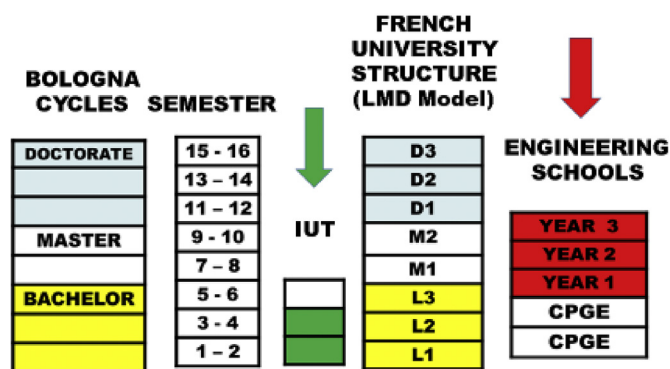 BOLOGNA
CYCLES
SEMESTER
FRENCH
UNIVERSITY
STRUCTURE
(LMD Model)
ENGINEERING
SCHOOLS
IUT
DOCTORATE
MASTER
BACHELOR
15 - 16
13 – 14
11 – 12
9 - 10
7 – 8
5 - 6
3 - 4
1 – 2
D3
D2
D1
M2
M1
L3
L2
L1
YEAR 3
YEAR 2
YEAR 1
CPGE
CPGE